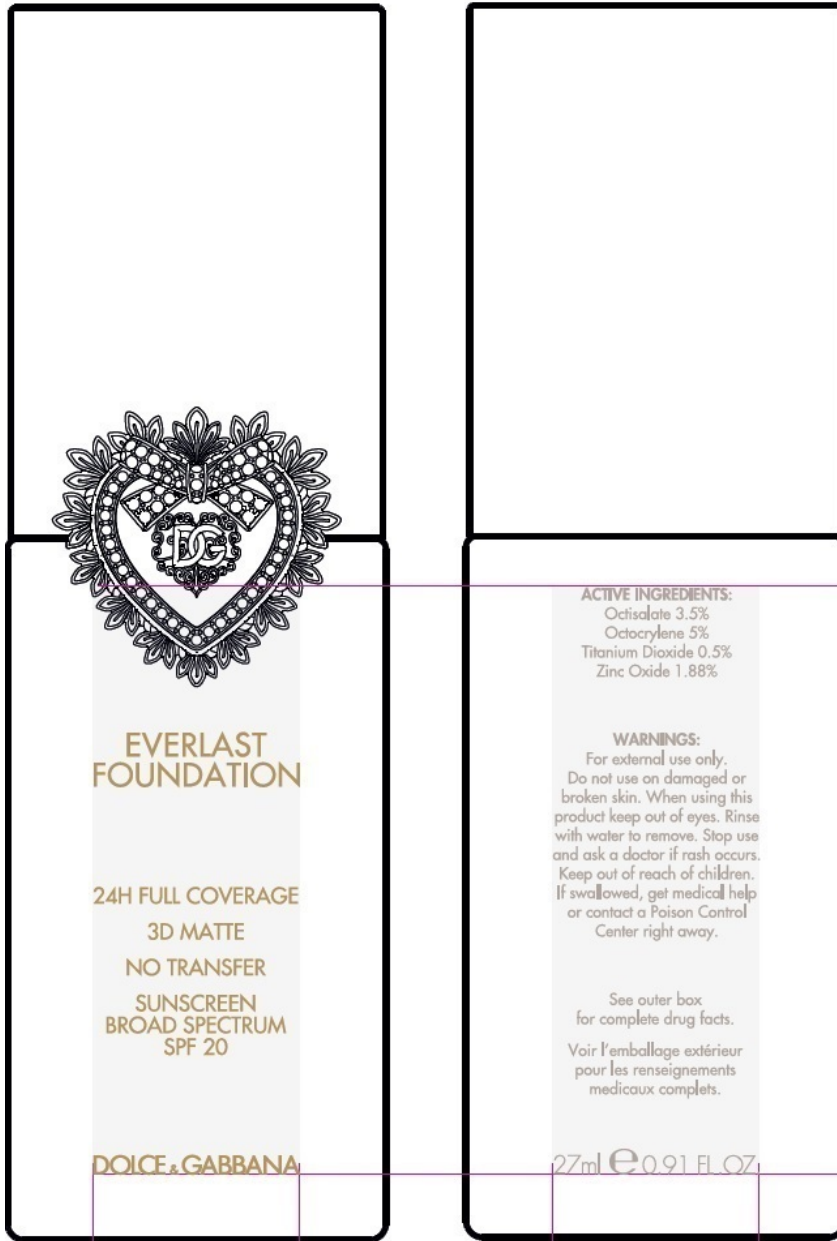 DG
EVERLAST
FOUNDATION
24H FULL COVERAGE
3D MATTE
NO TRANSFER
SUNSCREEN
BROAD SPECTRUM
SPF 20
DOLCE & GABBANA
ACTIVE INGREDIENTS:
Octisalate 3.5%
Octocrylene 5%
Titanium Dioxide 0.5%
Zinc Oxide 1.88%
WARNINGS:
For external use only.
Do not use on damaged or
broken skin. When using this
product keep out of eyes. Rinse
with water to remove. Stop use
and ask a doctor if rash occurs.
Keep out of reach of children.
If swallowed, get medical help
or contact a Poison Control
Center right away.
See outer box
for complete drug facts.
Voir l'emballage extérieur
pour les renseignements
medicaux complets.
27ml ℮ 0.91 FL.OZ.